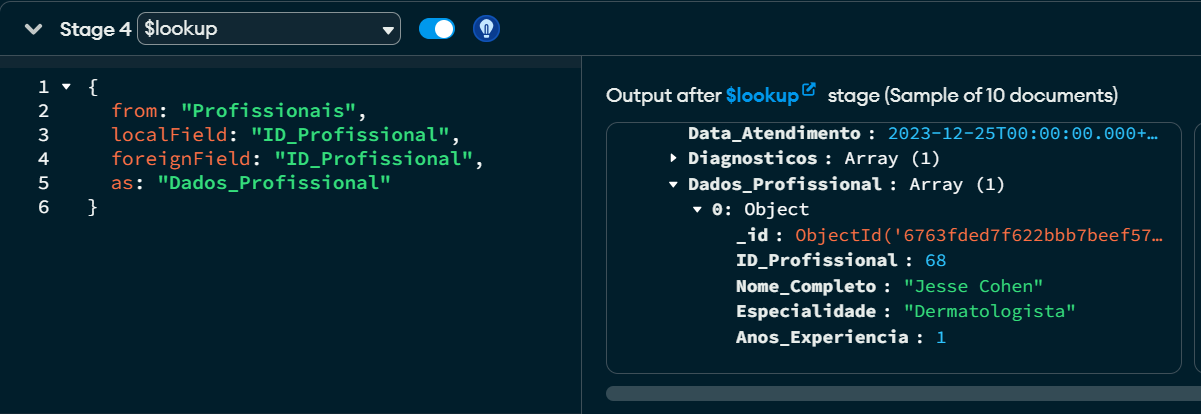 Stage 4 $lookup
1 {
2 from: "Profissionais",
3 localField: "ID_Profissional",
4 foreignField: "ID_Profissional",
5 as: "Dados_Profissional"
6 }
Output after $lookup stage (Sample of 10 documents)
Data_Atendimento : 2023-12-25T00:00:00.000+…
Diagnosticos : Array (1)
Dados_Profissional : Array (1)
0: Object
_id : ObjectId('6763fded7f622bbb7beef57…
ID_Profissional : 68
Nome_Completo : "Jesse Cohen"
Especialidade : "Dermatologista"
Anos_Experiencia : 1